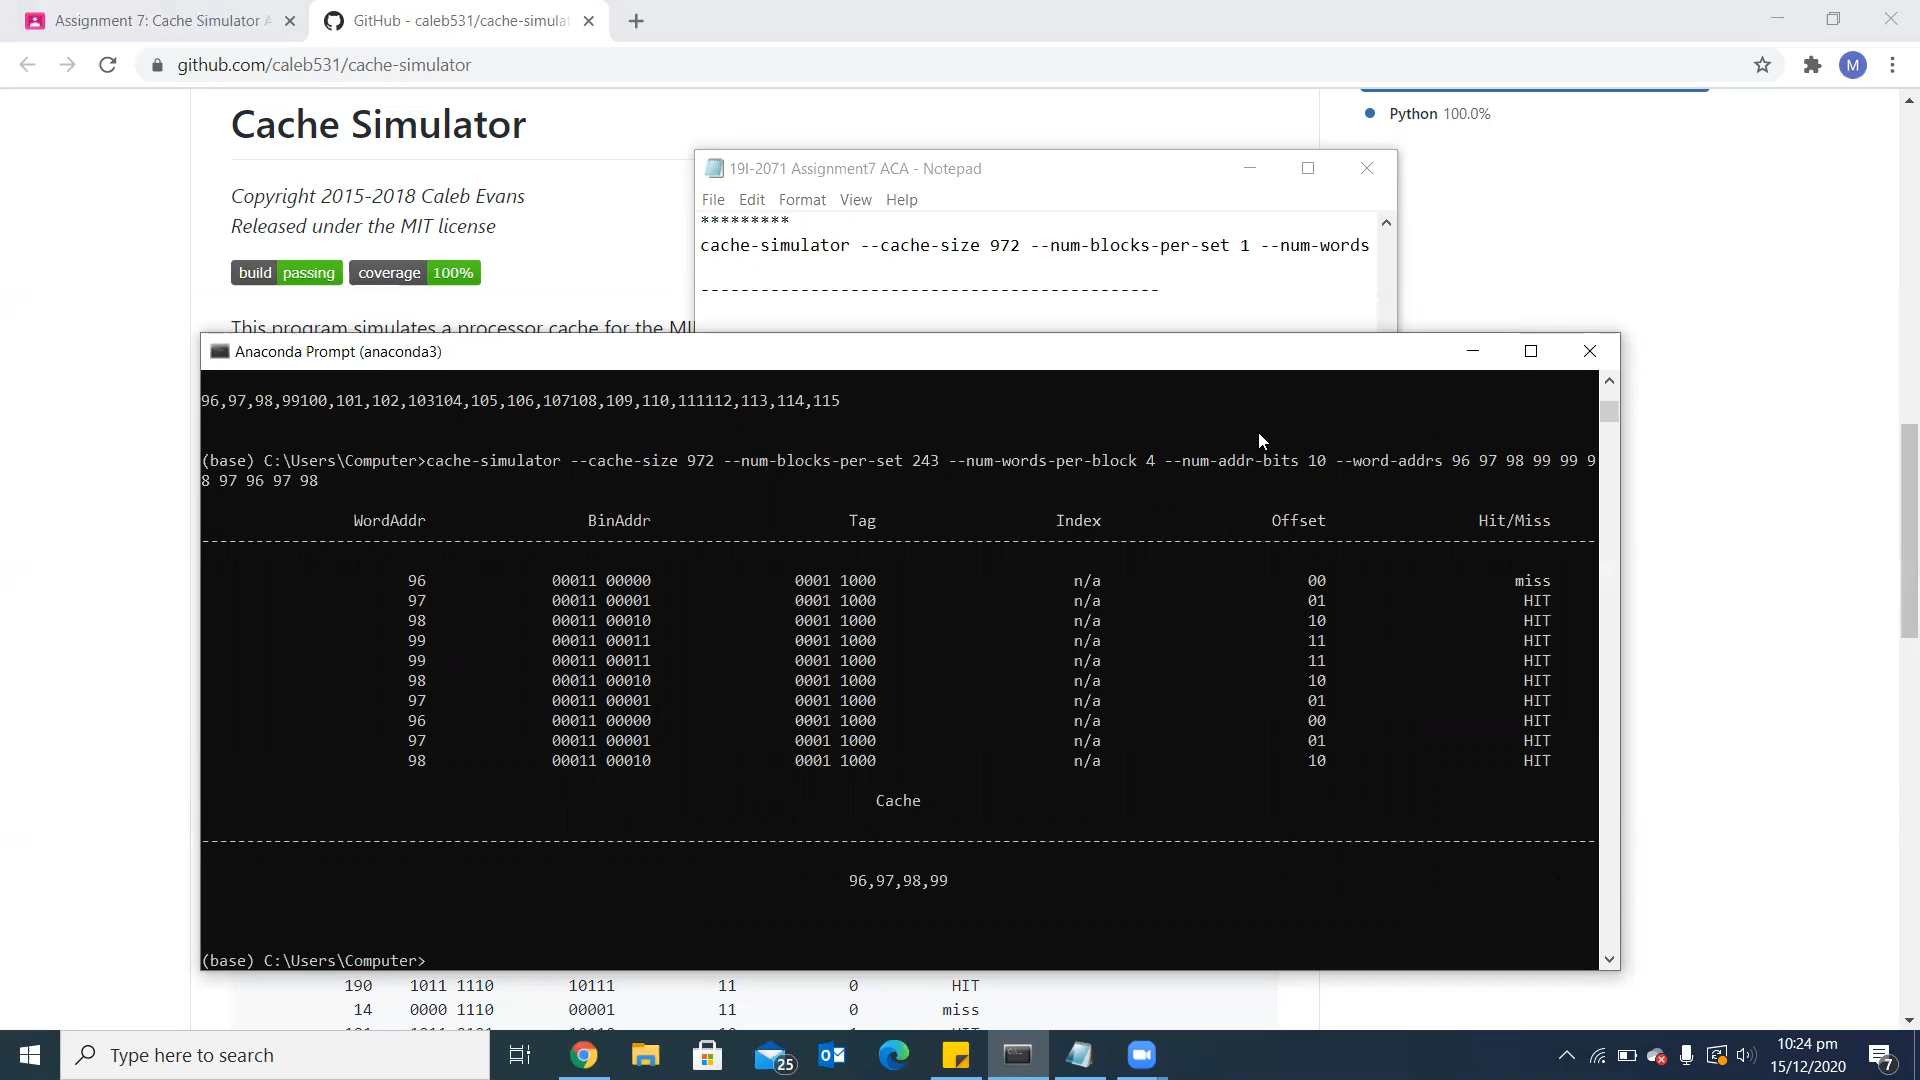 Assignment 7: Cache Simulator A
GitHub - caleb531/cache-simulat
github.com/caleb531/cache-simulator
M
Cache Simulator
Copyright 2015-2018 Caleb Evans
Released under the MIT license
build passing coverage 100%
This program simulates a processor cache for the MI
Python 100.0%
19I-2071 Assignment7 ACA - Notepad
File Edit Format View Help
*********
cache-simulator --cache-size 972 --num-blocks-per-set 1 --num-words
----------------------------------------------
Anaconda Prompt (anaconda3)
96,97,98,99100,101,102,103104,105,106,107108,109,110,111112,113,114,115
(base) C:\Users\Computer>cache-simulator --cache-size 972 --num-blocks-per-set 243 --num-words-per-block 4 --num-addr-bits 10 --word-addrs 96 97 98 99 99 9
8 97 96 97 98
WordAddr BinAddr Tag Index Offset Hit/Miss
96 00011 00000 0001 1000 n/a 00 miss
97 00011 00001 0001 1000 n/a 01 HIT
98 00011 00010 0001 1000 n/a 10 HIT
99 00011 00011 0001 1000 n/a 11 HIT
99 00011 00011 0001 1000 n/a 11 HIT
98 00011 00010 0001 1000 n/a 10 HIT
97 00011 00001 0001 1000 n/a 01 HIT
96 00011 00000 0001 1000 n/a 00 HIT
97 00011 00001 0001 1000 n/a 01 HIT
98 00011 00010 0001 1000 n/a 10 HIT
Cache
96,97,98,99
(base) C:\Users\Computer>
190 1011 1110 10111 11 0 HIT
14 0000 1110 00001 11 0 miss
Type here to search
25
10:24 pm
15/12/2020
7